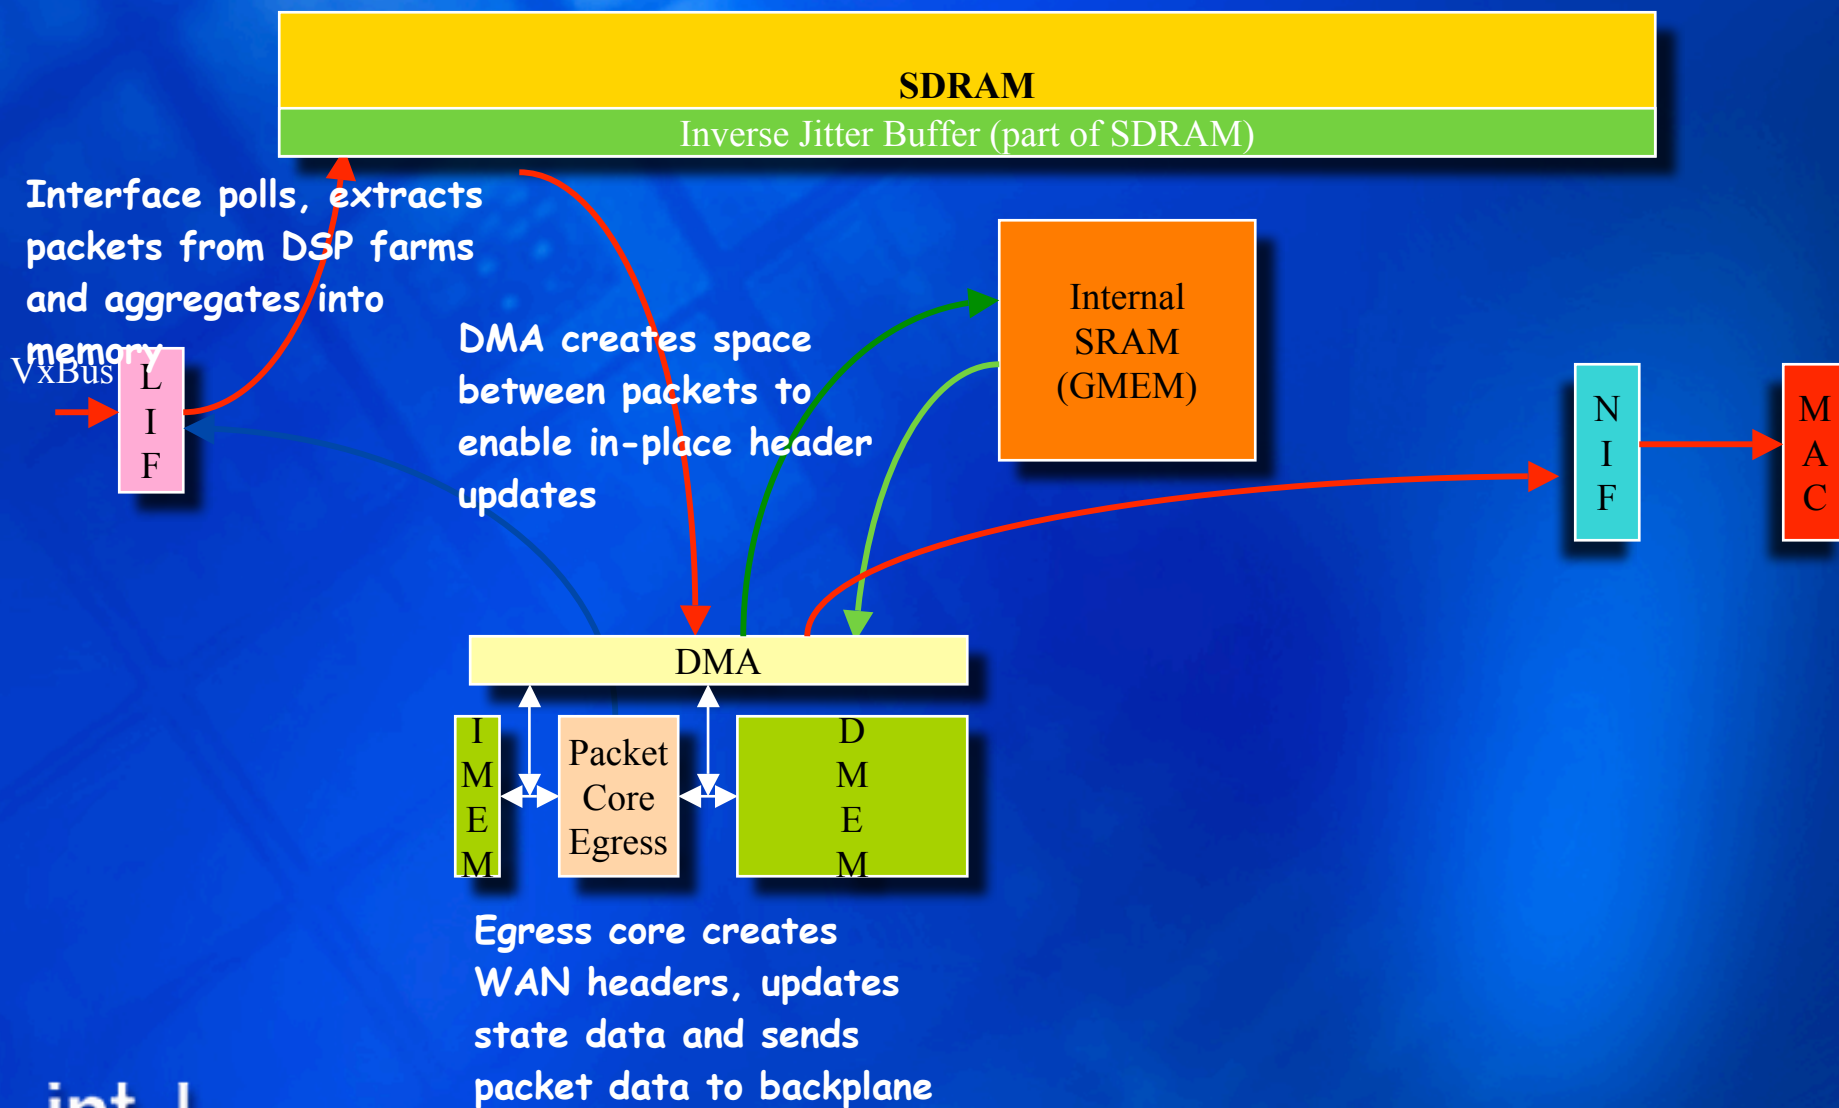 SDRAM
Inverse Jitter Buffer (part of SDRAM)
Interface polls, extracts
packets from DSP farms
and aggregates into
memory
VxBus
L
I
F
DMA creates space
between packets to
enable in-place header
updates
Internal
SRAM
(GMEM)
N
I
F
M
A
C
DMA
I
M
E
M
Packet
Core
Egress
D
M
E
M
Egress core creates
WAN headers, updates
state data and sends
packet data to backplane